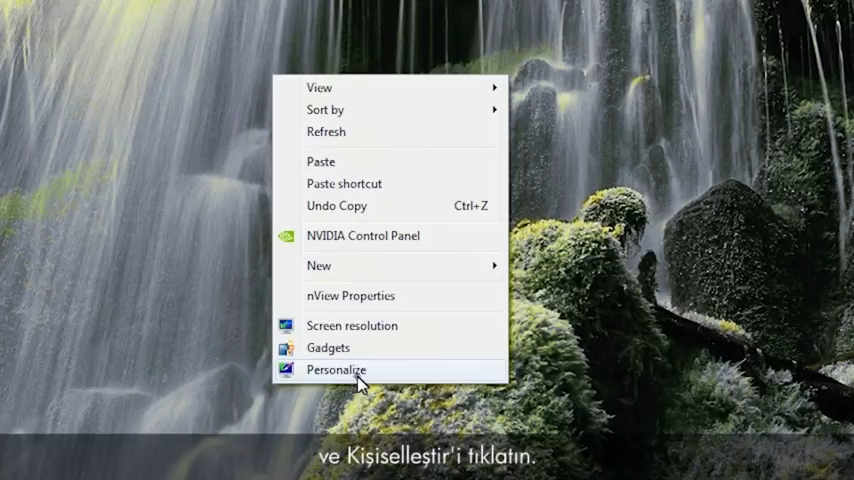 View
Sort by
Refresh
Paste
Paste shortcut
Undo Copy Ctrl+Z
NVIDIA Control Panel
New
nView Properties
Screen resolution
Gadgets
Personalize
ve Kişiselleştir'i tıklatın.